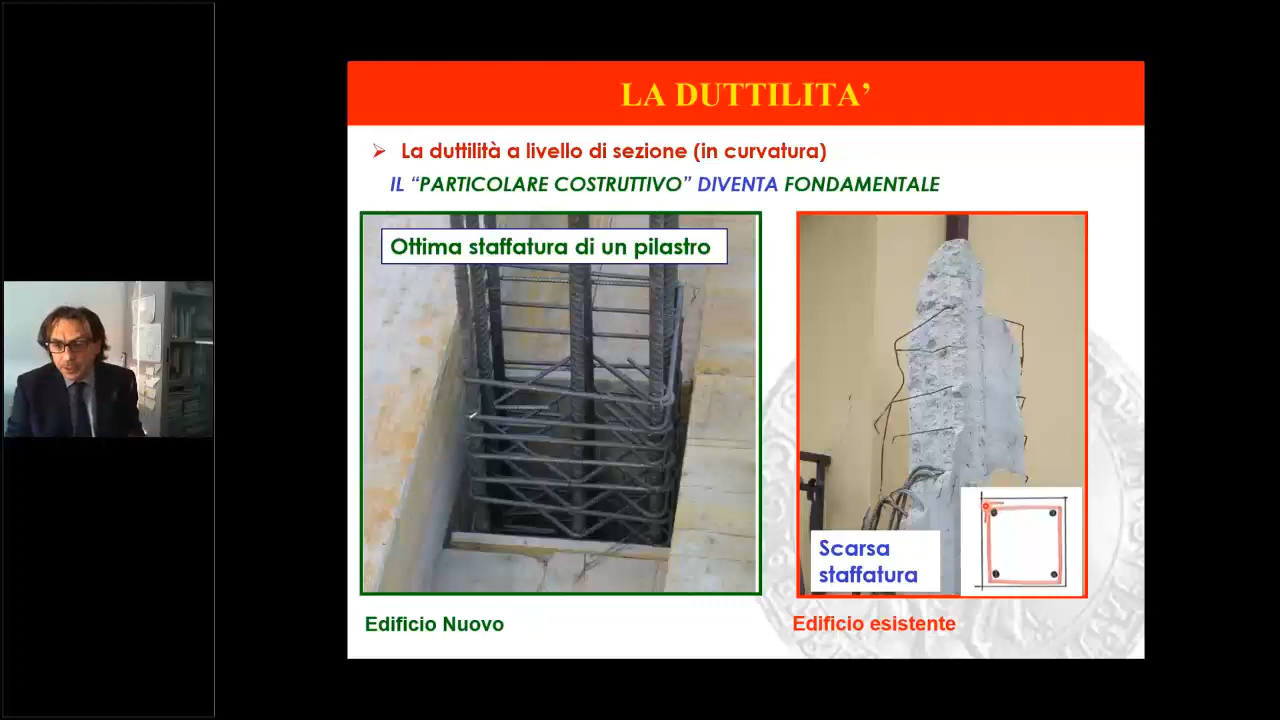 LA DUTTILITA’
La duttilità a livello di sezione (in curvatura)
IL “PARTICOLARE COSTRUTTIVO” DIVENTA FONDAMENTALE
Ottima staffatura di un pilastro
Scarsa
staffatura
Edificio Nuovo
Edificio esistente